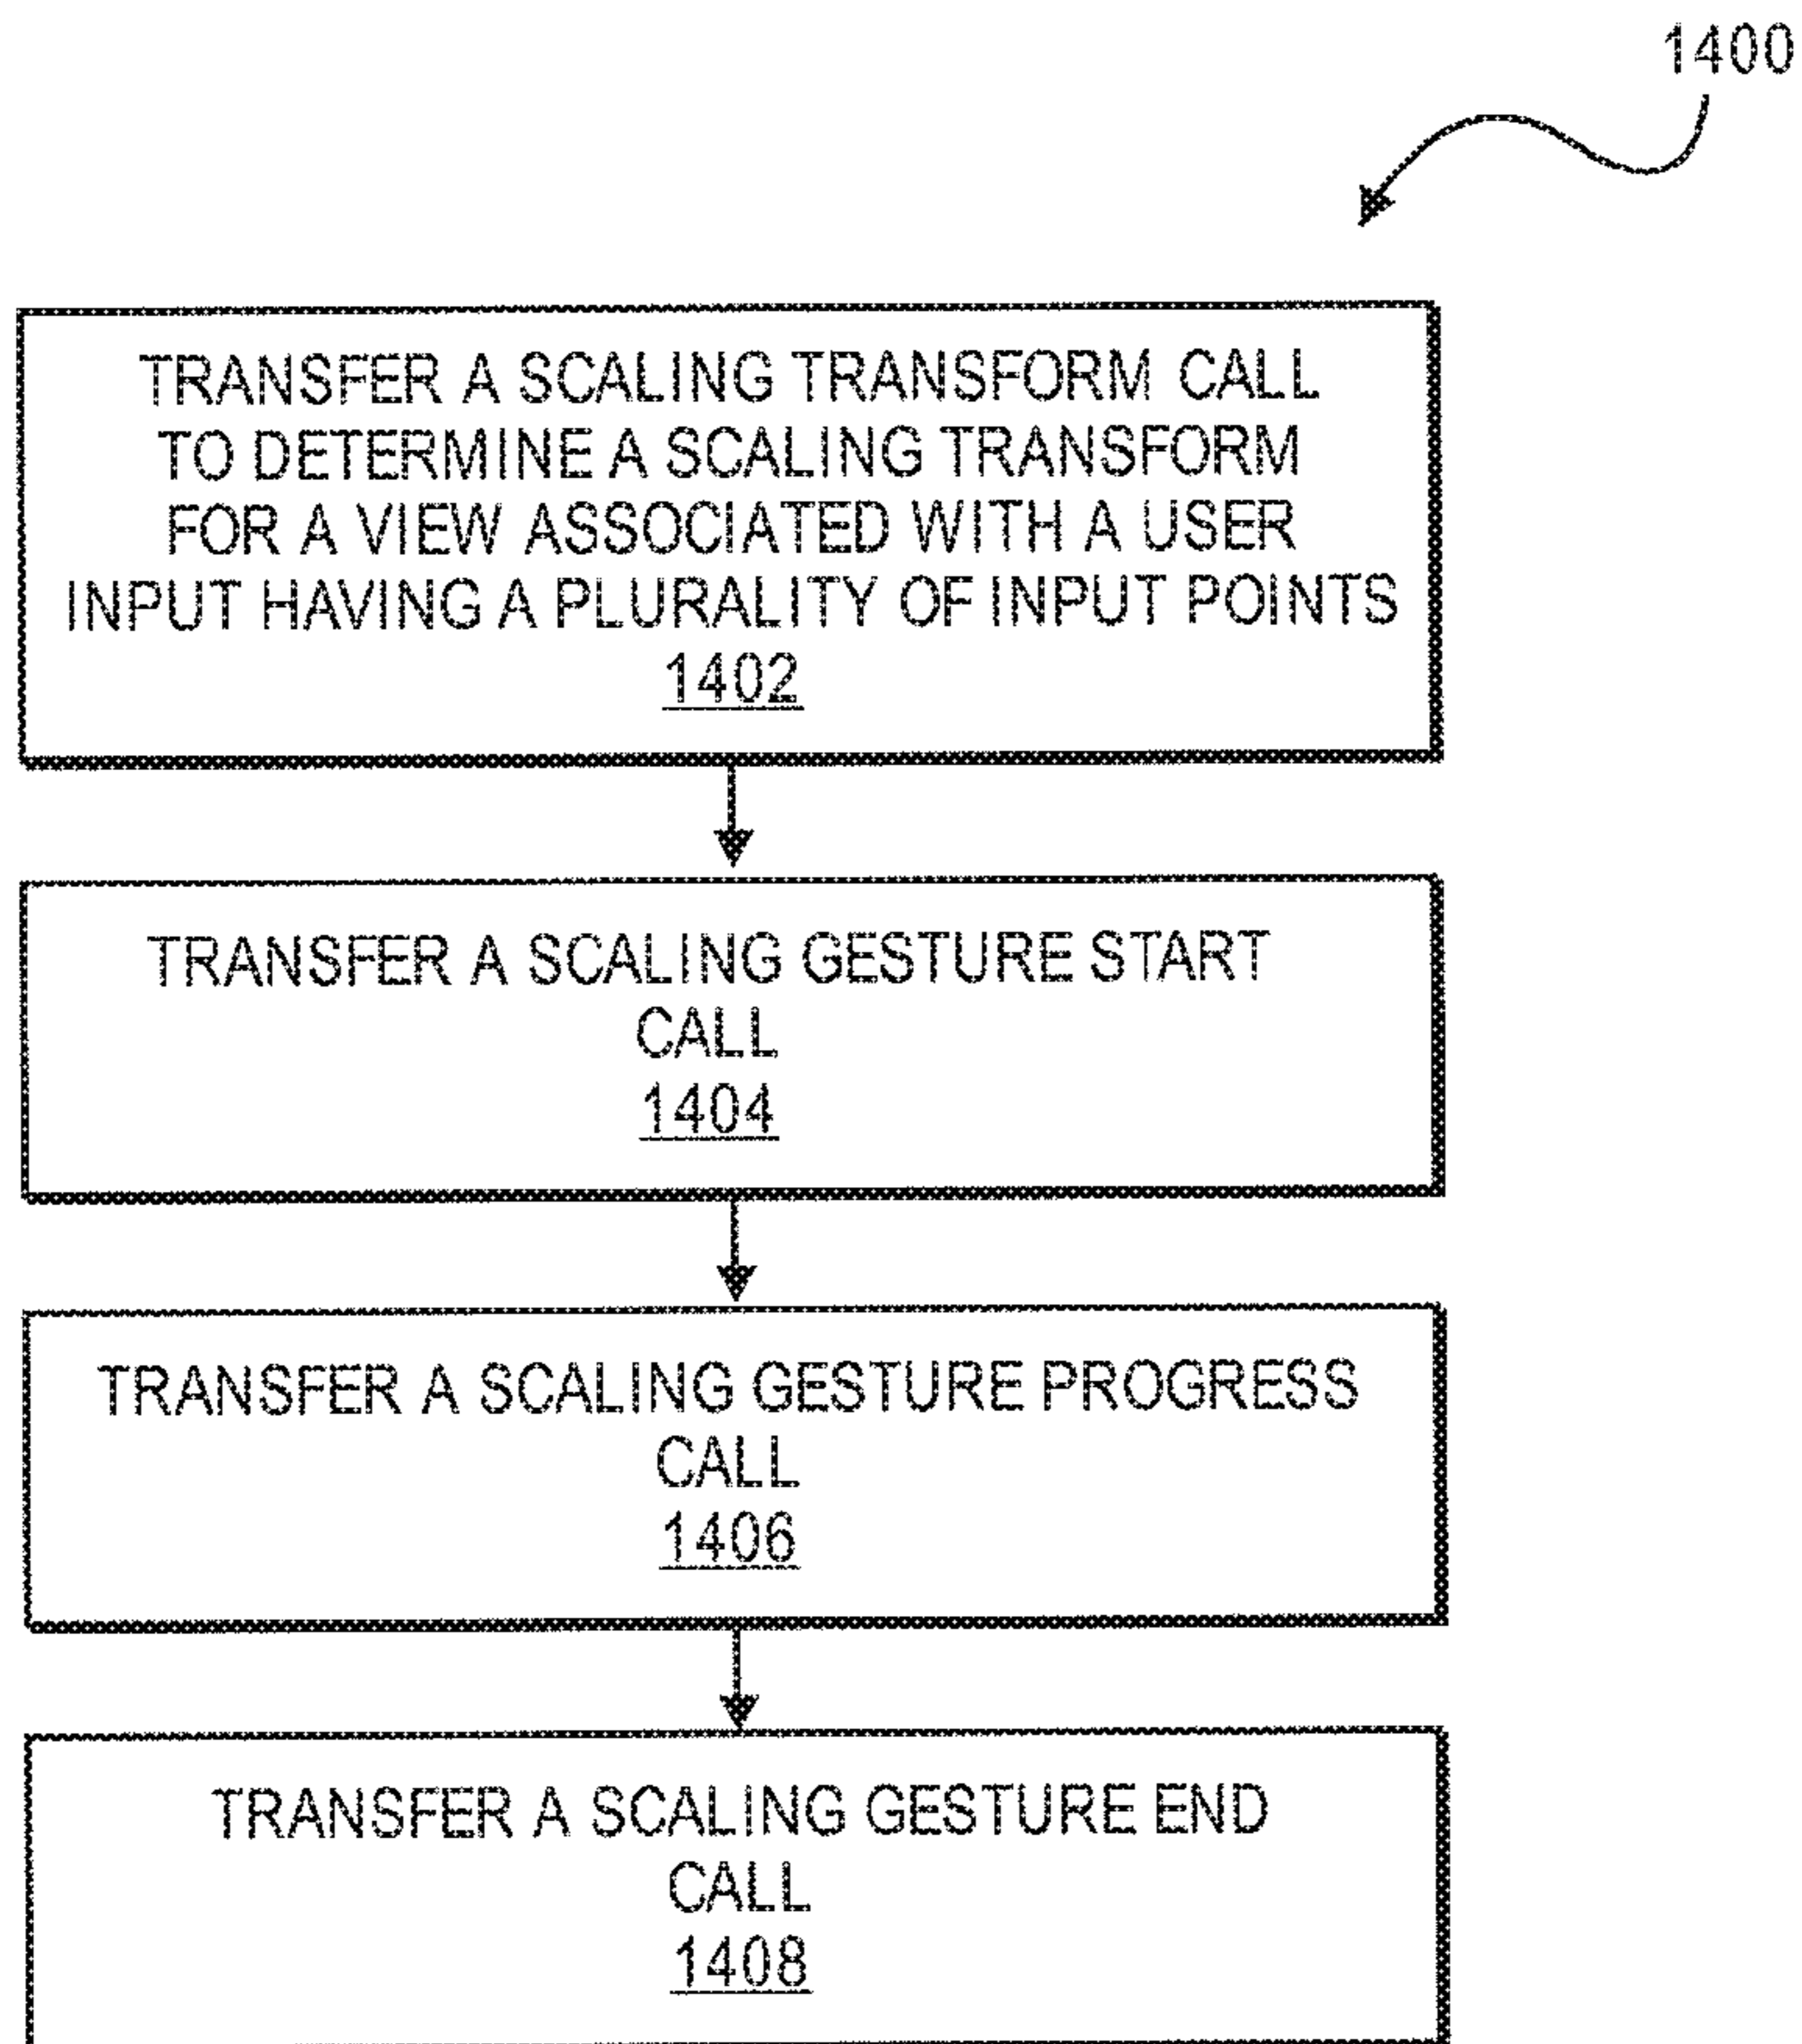 1400
TRANSFER A SCALING TRANSFORM CALL
TO DETERMINE A SCALING TRANSFORM
FOR A VIEW ASSOCIATED WITH A USER
INPUT HAVING A PLURALITY OF INPUT POINTS
1402
TRANSFER A SCALING GESTURE START
CALL
1404
TRANSFER A SCALING GESTURE PROGRESS
CALL
1406
TRANSFER A SCALING GESTURE END
CALL
1408